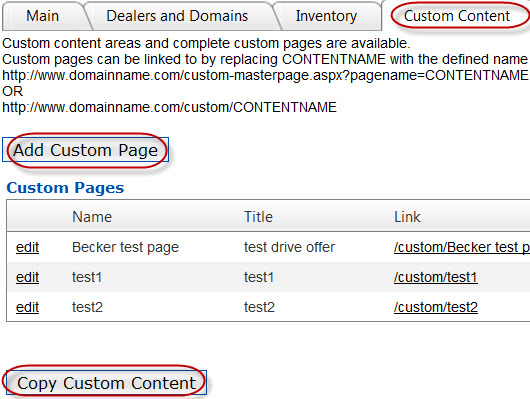 Main Dealers and Domains Inventory Custom Content
Custom content areas and complete custom pages are available.
Custom pages can be linked to by replacing CONTENTNAME with the defined name
http://www.domainname.com/custom-masterpage.aspx?pagename=CONTENTNAME
OR
http://www.domainname.com/custom/CONTENTNAME
Add Custom Page
Custom Pages
Name Title Link
edit Becker test page test drive offer /custom/Becker test p
edit test1 test1 /custom/test1
edit test2 test2 /custom/test2
Copy Custom Content